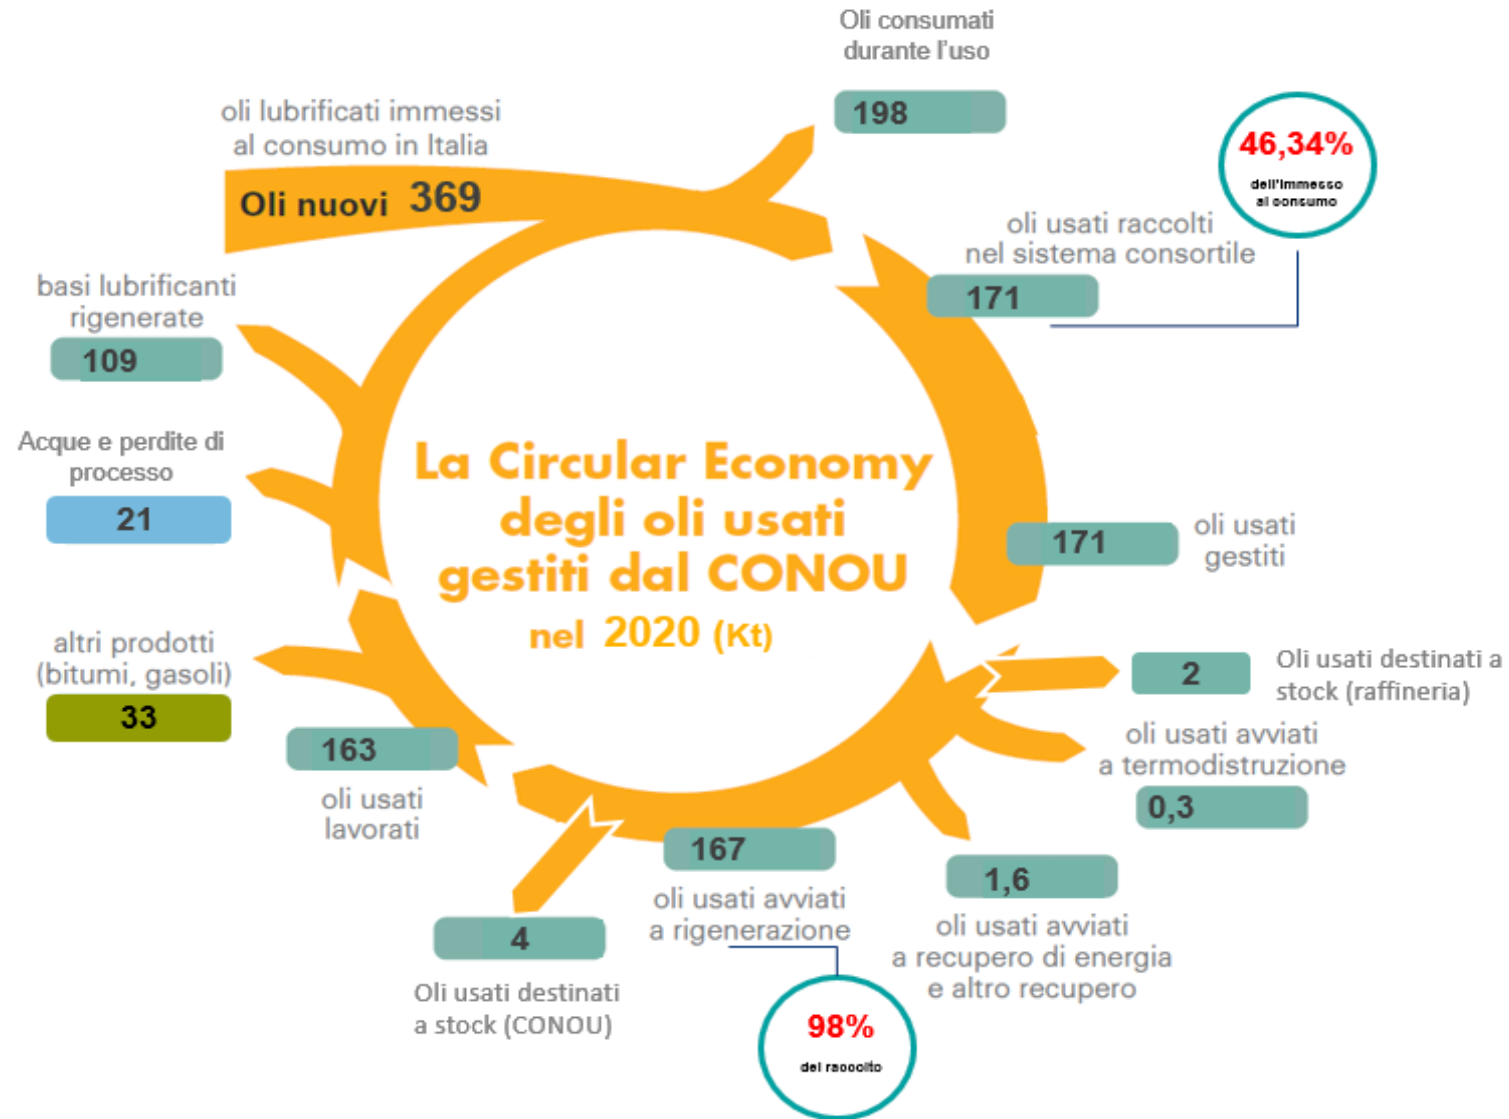 Oli consumati
durante l'uso
198
oli lubrificati immessi
al consumo in Italia
Oli nuovi 369
46,34%
dell'immesso
al consumo
oli usati raccolti
nel sistema consortile
171
basi lubrificanti
rigenerate
109
Acque e perdite di
processo
21
La Circular Economy
degli oli usati
gestiti dal CONOU
nel 2020 (Kt)
171
oli usati
gestiti
altri prodotti
(bitumi, gasoli)
33
2
Oli usati destinati a
stock (raffineria)
oli usati avviati
a termodistruzione
0,3
163
oli usati
lavorati
167
oli usati avviati
a rigenerazione
1,6
oli usati avviati
a recupero di energia
e altro recupero
4
Oli usati destinati
a stock (CONOU)
98%
del raccolto